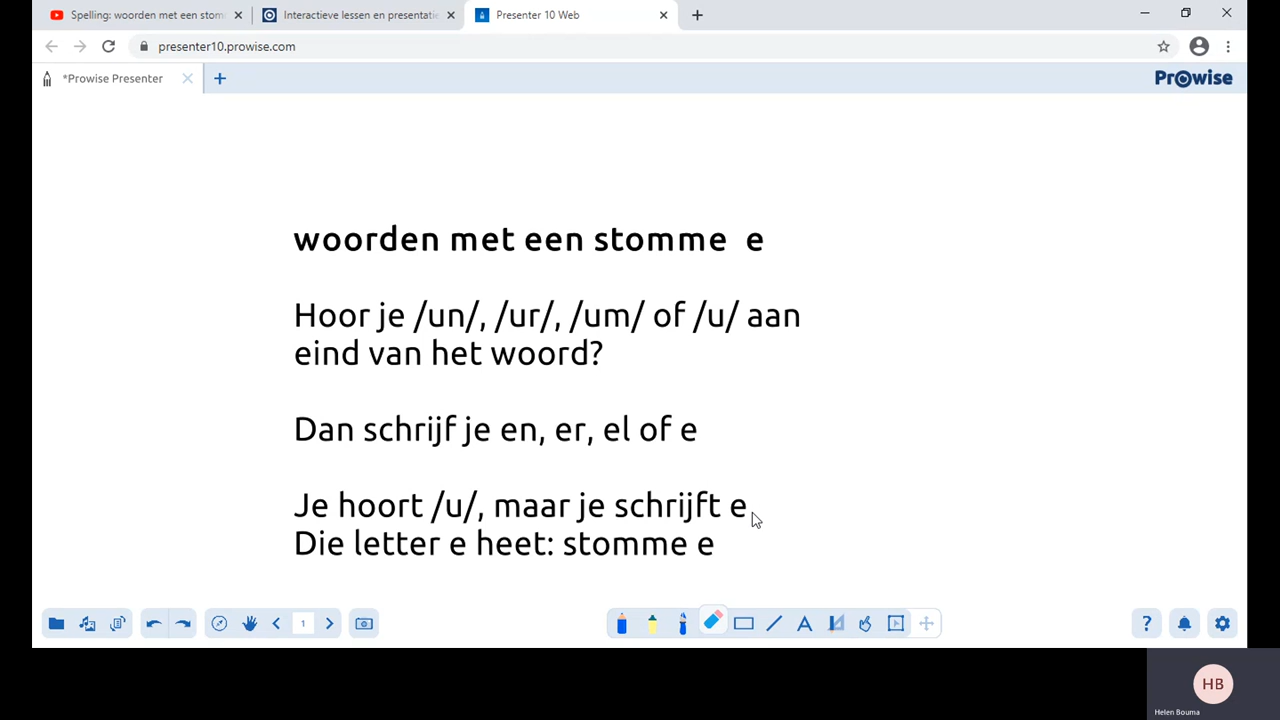 Spelling: woorden met een stom
Interactieve lessen en presentatie
Presenter 10 Web
presenter10.prowise.com
*Prowise Presenter
Prowise
woorden met een stomme e
Hoor je /un/, /ur/, /um/ of /u/ aan
eind van het woord?
Dan schrijf je en, er, el of e
Je hoort /u/, maar je schrijft e
Die letter e heet: stomme e
1
?
HB
Helen Bouma